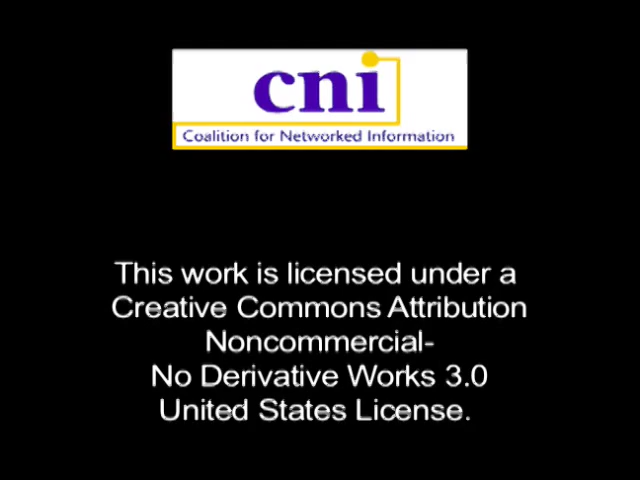 cni
Coalition for Networked Information
This work is licensed under a
Creative Commons Attribution
Noncommercial-
No Derivative Works 3.0
United States License.